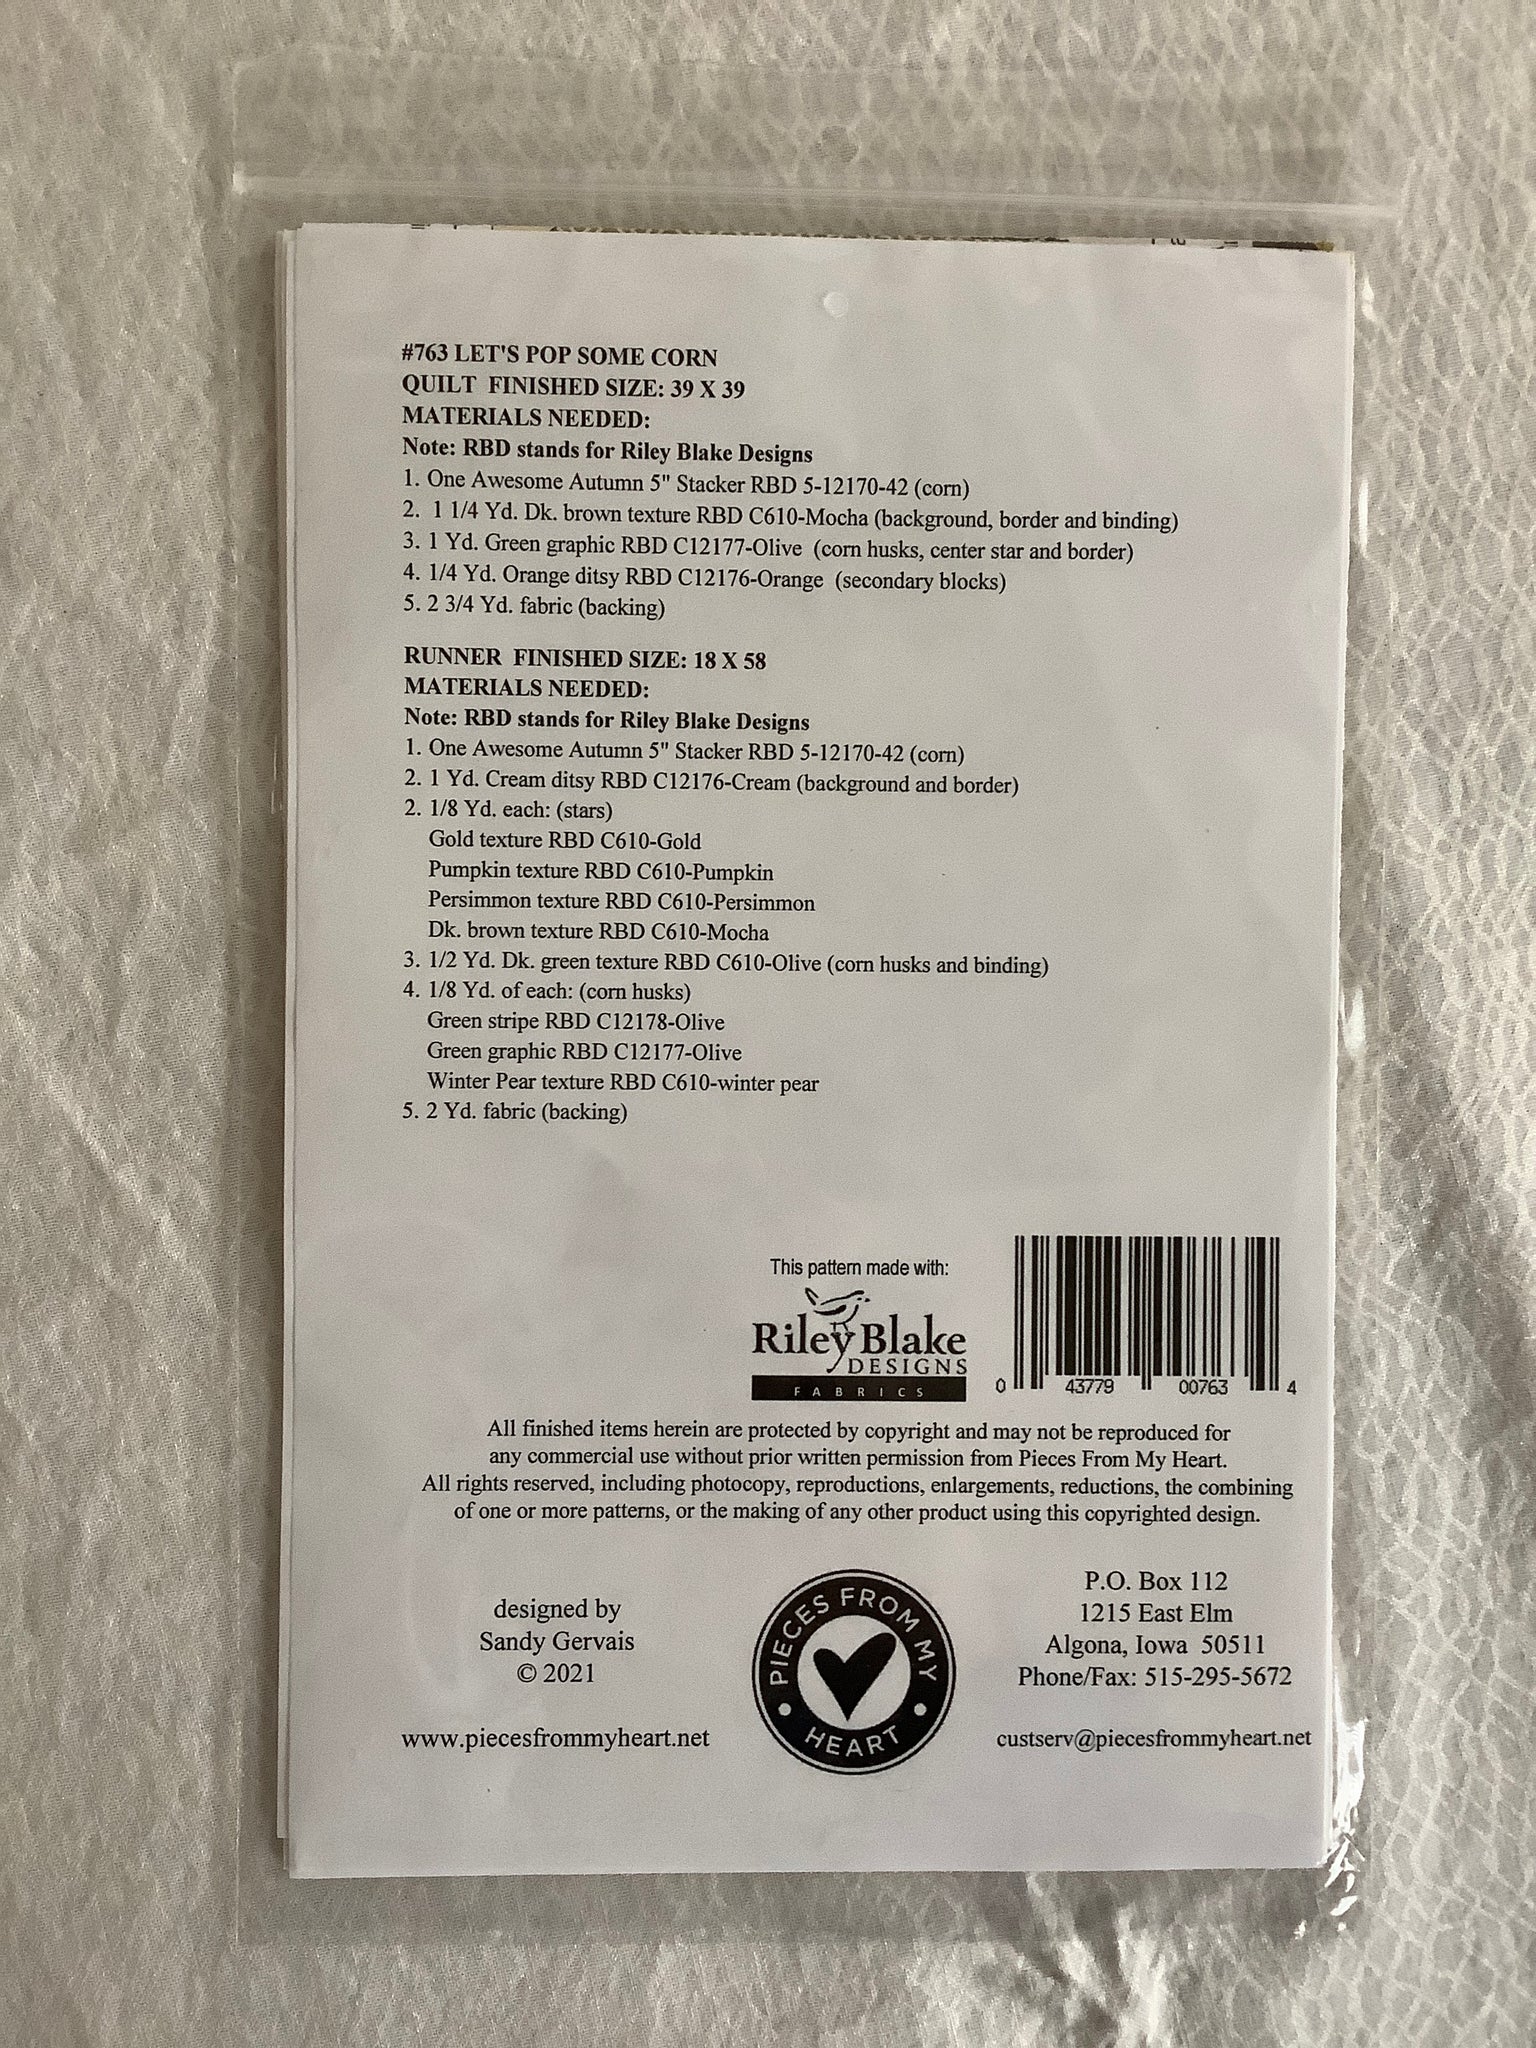 #763 LET'S POP SOME CORN
QUILT FINISHED SIZE: 39 X 39
MATERIALS NEEDED:
Note: RBD stands for Riley Blake Designs
1. One Awesome Autumn 5" Stacker RBD 5-12170-42 (corn)
2. 1 1/4 Yd. Dk. brown texture RBD C610-Mocha (background, border and binding)
3. 1 Yd. Green graphic RBD C12177-Olive (corn husks, center star and border)
4. 1/4 Yd. Orange ditsy RBD C12176-Orange (secondary blocks)
5. 2 3/4 Yd. fabric (backing)
RUNNER FINISHED SIZE: 18 X 58
MATERIALS NEEDED:
Note: RBD stands for Riley Blake Designs
1. One Awesome Autumn 5" Stacker RBD 5-12170-42 (corn)
2. 1 Yd. Cream ditsy RBD C12176-Cream (background and border)
2. 1/8 Yd. each: (stars)
Gold texture RBD C610-Gold
Pumpkin texture RBD C610-Pumpkin
Persimmon texture RBD C610-Persimmon
Dk. brown texture RBD C610-Mocha
3. 1/2 Yd. Dk. green texture RBD C610-Olive (corn husks and binding)
4. 1/8 Yd. of each: (corn husks)
Green stripe RBD C12178-Olive
Green graphic RBD C12177-Olive
Winter Pear texture RBD C610-winter pear
5. 2 Yd. fabric (backing)
This pattern made with:
Riley Blake
DESIGNS
FABRICS
0 43779 00763 4
All finished items herein are protected by copyright and may not be reproduced for
any commercial use without prior written permission from Pieces From My Heart.
All rights reserved, including photocopy, reproductions, enlargements, reductions, the combining
of one or more patterns, or the making of any other product using this copyrighted design.
designed by
Sandy Gervais
© 2021
www.piecesfrommyheart.net
PIECES FROM MY
HEART
P.O. Box 112
1215 East Elm
Algona, Iowa 50511
Phone/Fax: 515-295-5672
custserv@piecesfrommyheart.net